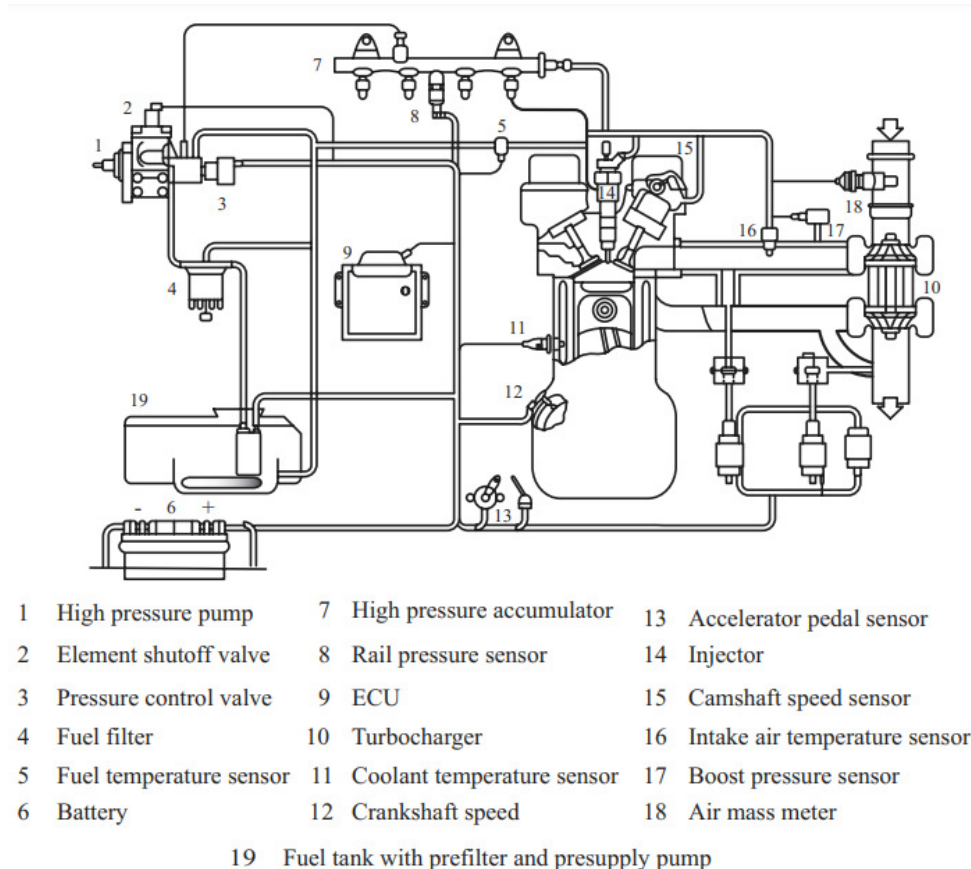 7
2
8
5
1
15
14
3
18
16
17
9
4
10
11
19
12
- 6 +
13
1 High pressure pump
7 High pressure accumulator
13 Accelerator pedal sensor
2 Element shutoff valve
8 Rail pressure sensor
14 Injector
3 Pressure control valve
9 ECU
15 Camshaft speed sensor
4 Fuel filter
10 Turbocharger
16 Intake air temperature sensor
5 Fuel temperature sensor
11 Coolant temperature sensor
17 Boost pressure sensor
6 Battery
12 Crankshaft speed
18 Air mass meter
19 Fuel tank with prefilter and presupply pump